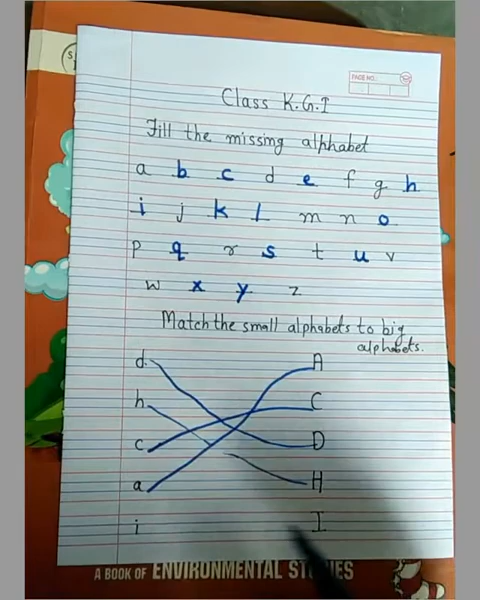 PAGE NO.:
Class K.G.I
Fill the missing alphabet
a b c d e f g h
i j k l m n o
p q r s t u v
w x y z
Match the small alphabets to big
alphabets.
d A
h C
c D
a H
i I
A BOOK OF ENVIRONMENTAL STUDIES